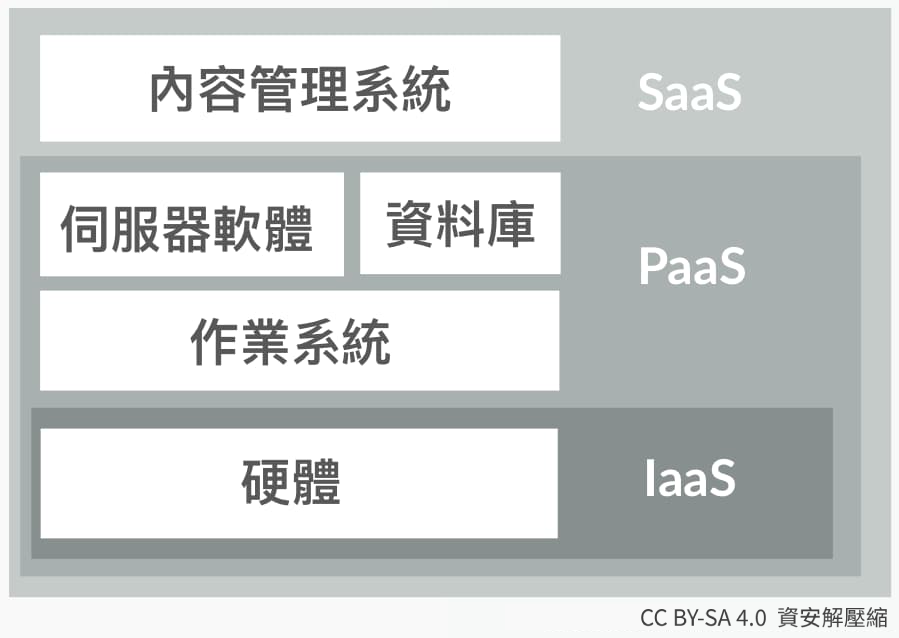 內容管理系統
SaaS
伺服器軟體
資料庫
PaaS
作業系統
硬體
IaaS
CC BY-SA 4.0 資安解壓縮